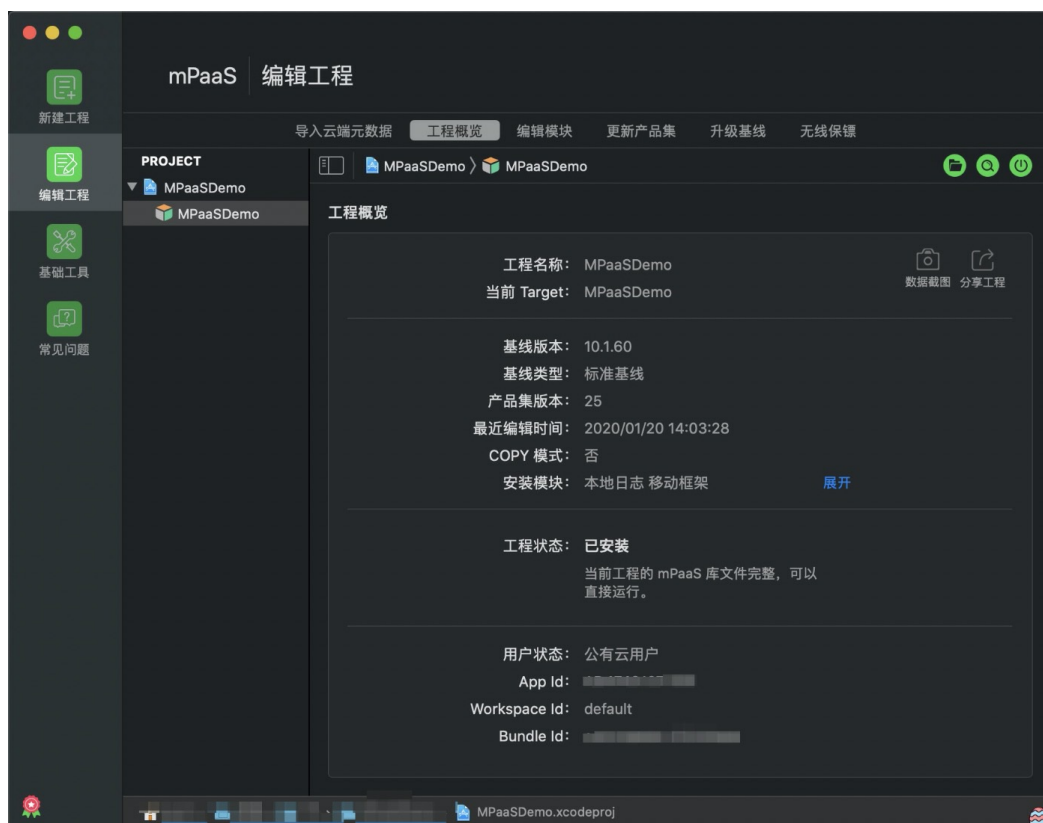 mPaaS 编辑工程
新建工程
编辑工程
基础工具
常见问题
导入云端元数据 工程概览 编辑模块 更新产品集 升级基线 无线保镖
PROJECT
MPaaSDemo
MPaaSDemo
MPaaSDemo 〉 MPaaSDemo
工程概览
数据截图 分享工程
工程名称： MPaaSDemo
当前 Target： MPaaSDemo
基线版本： 10.1.60
基线类型： 标准基线
产品集版本： 25
最近编辑时间： 2020/01/20 14:03:28
COPY 模式： 否
安装模块： 本地日志 移动框架 展开
工程状态： 已安装
当前工程的 mPaaS 库文件完整，可以
直接运行。
用户状态： 公有云用户
App Id：
Workspace Id： default
Bundle Id：
MPaaSDemo.xcodeproj